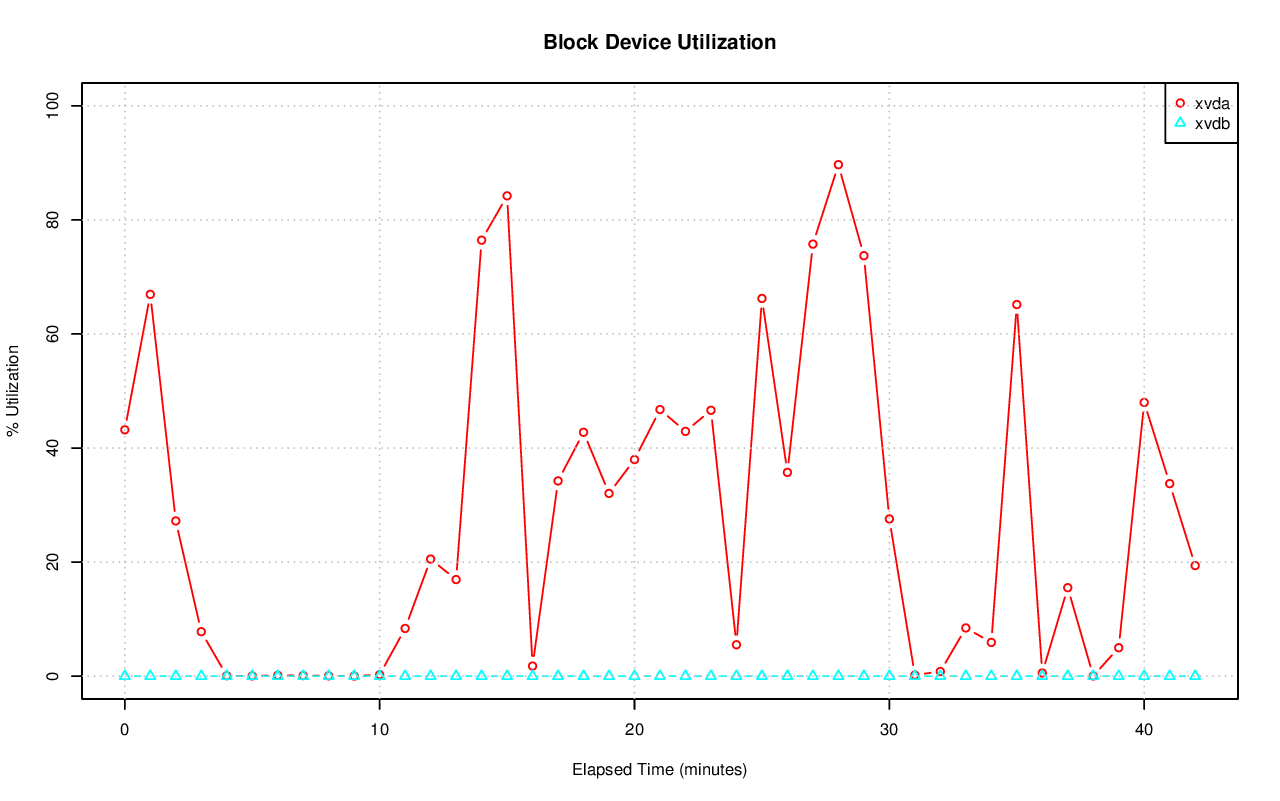 Block Device Utilization
xvda
xvdb
% Utilization
100
80
60
40
20
0
0 10 20 30 40
Elapsed Time (minutes)